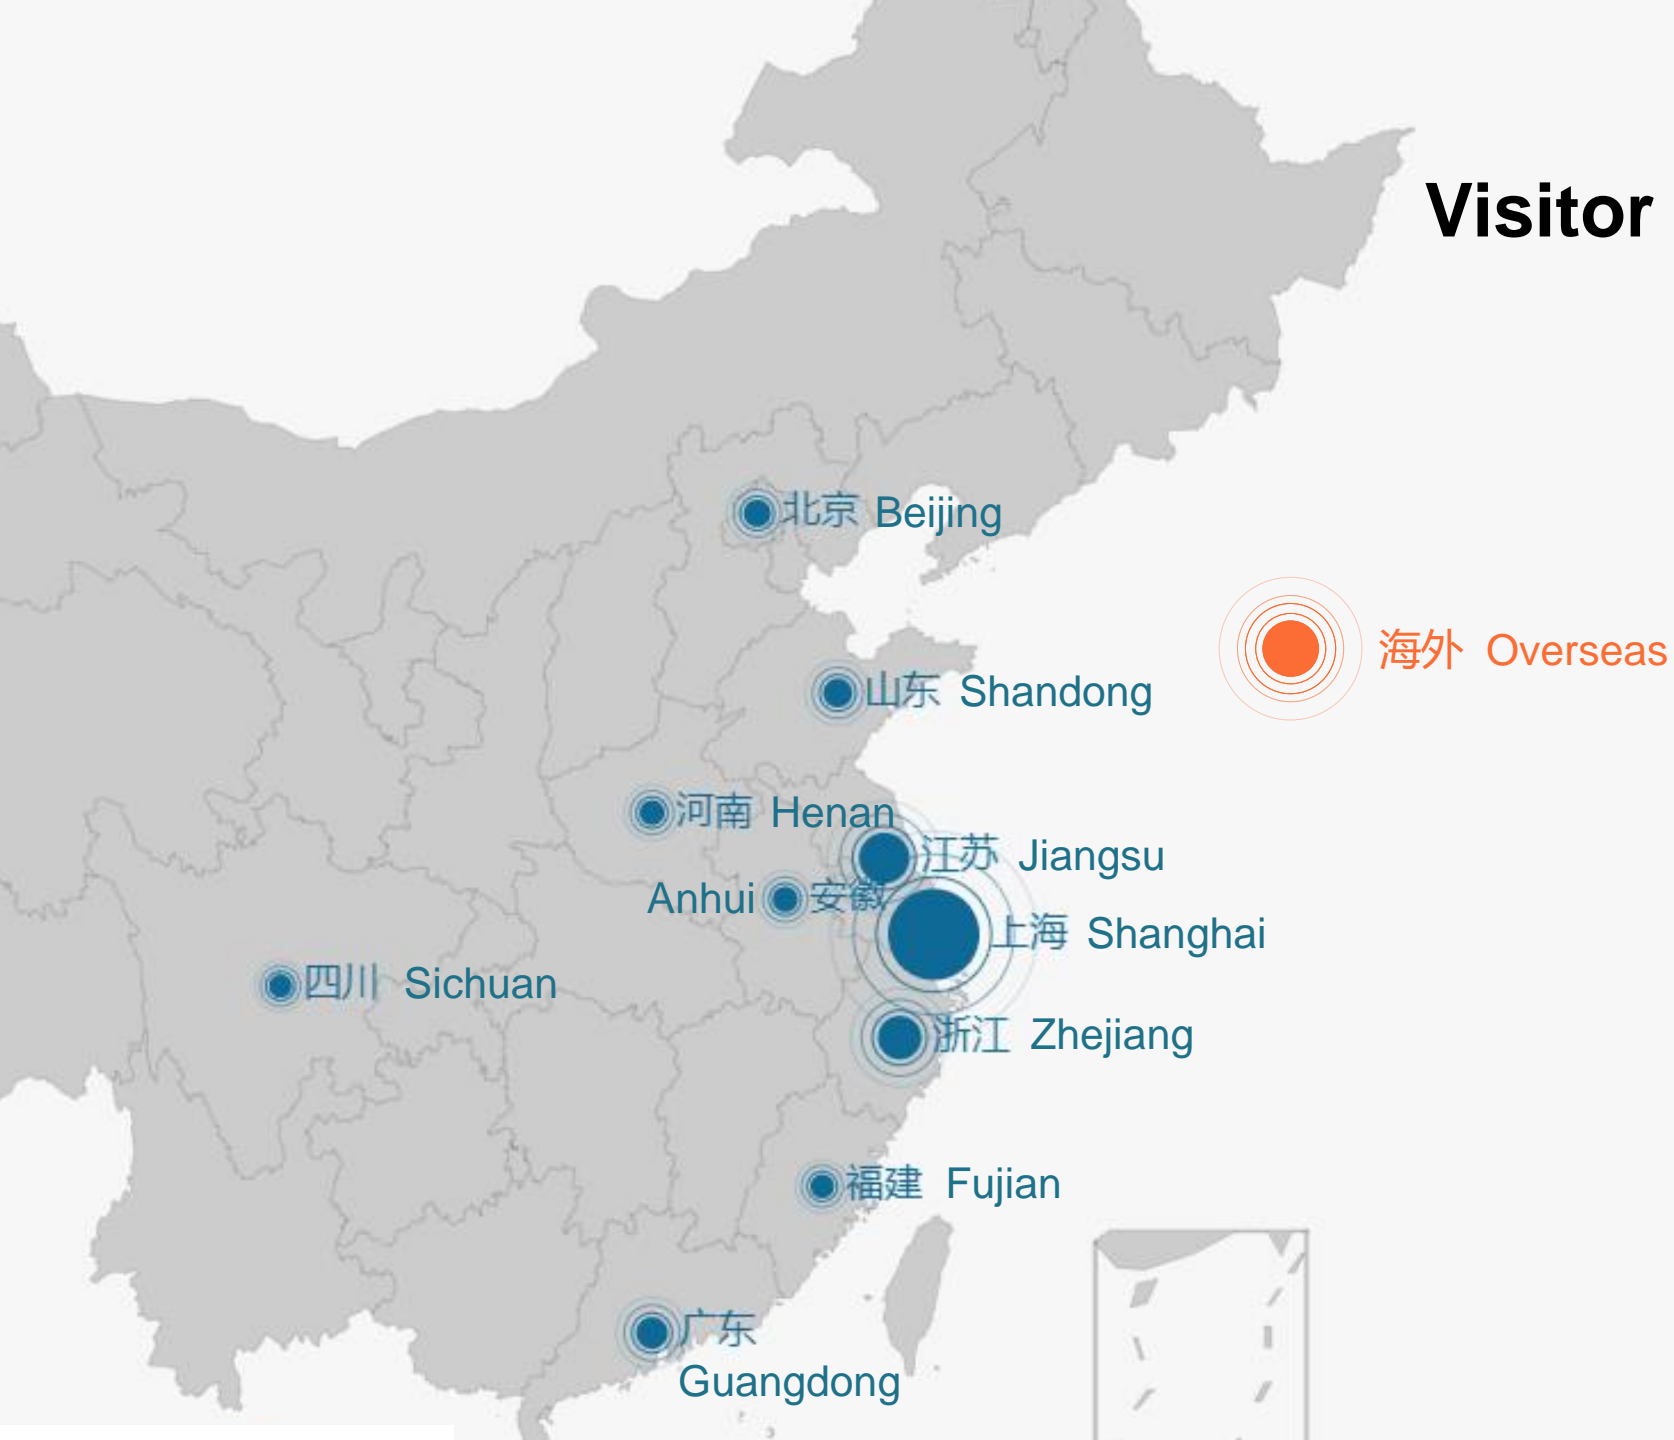 Visitor
北京 Beijing
海外 Overseas
山东 Shandong
河南 Henan
江苏 Jiangsu
Anhui 安徽
上海 Shanghai
四川 Sichuan
浙江 Zhejiang
福建 Fujian
广东
Guangdong